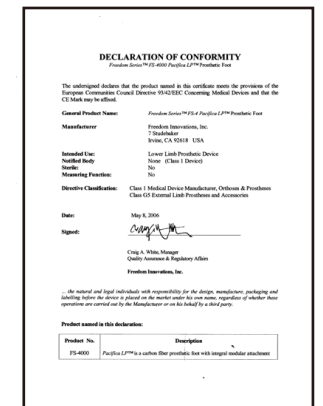 DECLARATION OF CONFORMITY
Freedom Series™ FS-4000 Pacifica LP™ Prosthetic Foot
The undersigned declares that the product named in this certificate meets the provisions of the
European Communities Council Directive 93/42/EEC Concerning Medical Devices and that the
CE Mark may be affixed.
General Product Name: Freedom Series™ FS-4 Pacifica LP™ Prosthetic Foot
Manufacturer Freedom Innovations, Inc.
7 Studebaker
Irvine, CA 92618 USA
Intended Use: Lower Limb Prosthetic Device
Notified Body None (Class 1 Device)
Sterile: No
Measuring Function: No
Directive Classification: Class 1 Medical Device Manufacturer, Orthoses & Prostheses
Class G5 External Limb Prostheses and Accessories
Date: May 8, 2006
Signed:
Craig A. White, Manager
Quality Assurance & Regulatory Affairs
Freedom Innovations, Inc.
... the natural and legal individuals with responsibility for the design, manufacture, packaging and
labelling before the device is placed on the market under his own name, regardless of whether those
operations are carried out by the Manufacturer or on his behalf by a third party.
Product named in this declaration:
Product No. Description
FS-4000 Pacifica LP™ is a carbon fiber prosthetic foot with integral modular attachment